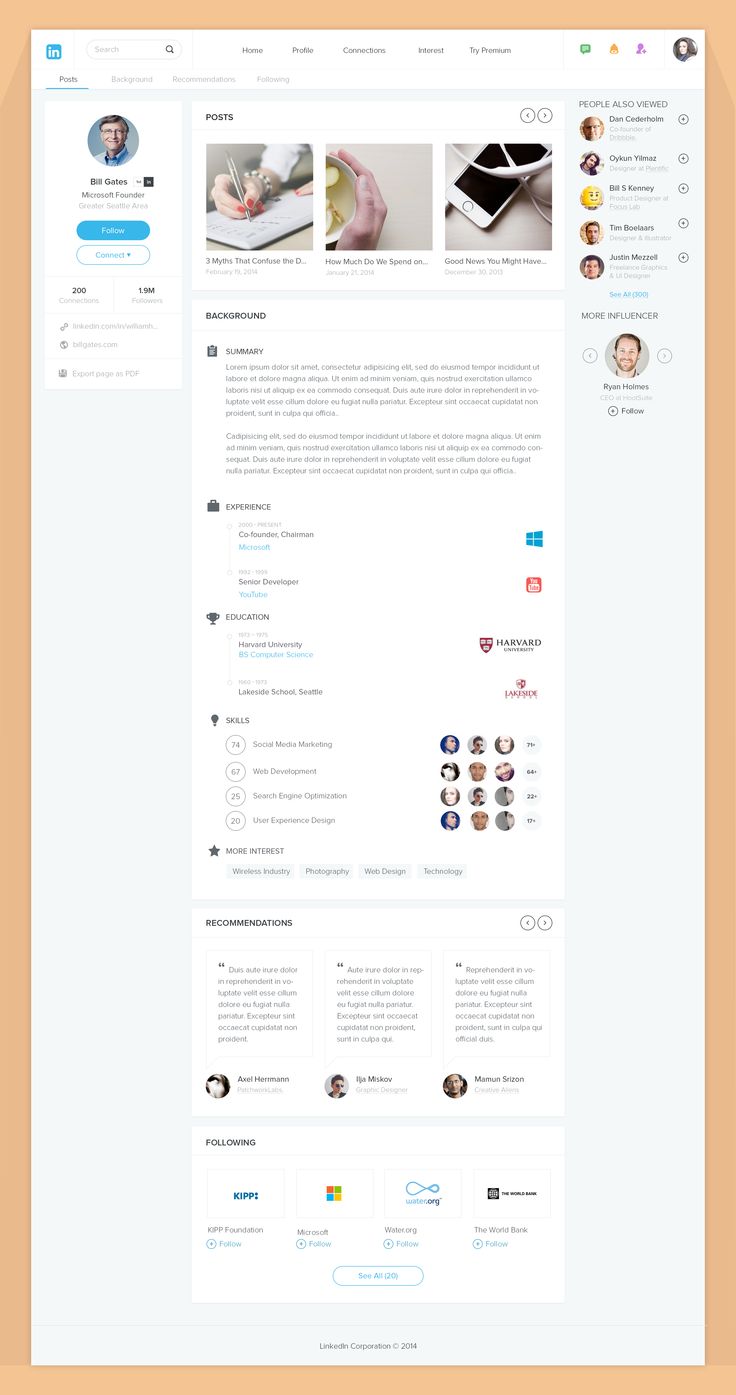 in
Search
Home
Profile
Connections
Interest
Try Premium
Posts
Background
Recommendations
Following
Bill Gates
1st
in
Microsoft Founder
Greater Seattle Area
Follow
Connect ▾
200
Connections
1.9M
Followers
linkedin.com/in/williamh...
billgates.com
Export page as PDF
POSTS
3 Myths That Confuse the D...
February 19, 2014
How Much Do We Spend on...
January 21, 2014
Good News You Might Have...
December 30, 2013
BACKGROUND
SUMMARY
Lorem ipsum dolor sit amet, consectetur adipisicing elit, sed do eiusmod tempor incididunt ut
labore et dolore magna aliqua. Ut enim ad minim veniam, quis nostrud exercitation ullamco
laboris nisi ut aliquip ex ea commodo consequat. Duis aute irure dolor in reprehenderit in vo-
luptate velit esse cillum dolore eu fugiat nulla pariatur. Excepteur sint occaecat cupidatat non
proident, sunt in culpa qui officia..
Cadipisicing elit, sed do eiusmod tempor incididunt ut labore et dolore magna aliqua. Ut enim
ad minim veniam, quis nostrud exercitation ullamco laboris nisi ut aliquip ex ea commodo con-
sequat. Duis aute irure dolor in reprehenderit in voluptate velit esse cillum dolore eu fugiat
nulla pariatur. Excepteur sint occaecat cupidatat non proident, sunt in culpa qui officia..
EXPERIENCE
2000 - PRESENT
Co-founder, Chairman
Microsoft
1992 - 1999
Senior Developer
YouTube
You
Tube
EDUCATION
1973 - 1975
Harvard University
BS Computer Science
HARVARD
UNIVERSITY
1960 - 1973
Lakeside School, Seattle
LAKESIDE
SCHOOL
SKILLS
74
Social Media Marketing
71+
67
Web Development
64+
25
Search Engine Optimization
22+
20
User Experience Design
17+
MORE INTEREST
Wireless Industry
Photography
Web Design
Technology
RECOMMENDATIONS
“ Duis aute irure dolor
in reprehenderit in vo-
luptate velit esse cillum
dolore eu fugiat nulla
pariatur. Excepteur sint
occaecat cupidatat non
proident.
Axel Herrmann
PatchworkLabs
“ Aute irure dolor in rep-
rehenderit in voluptate
velit esse cillum dolore
eu fugiat nulla pariatur.
Excepteur sint occaecat
cupidatat non proident,
sunt in culpa qui.
Ilja Miskov
Graphic Designer
“ Reprehenderit in vo-
luptate velit esse cillum
dolore eu fugiat nulla
pariatur. Excepteur sint
occaecat cupidatat non
proident, sunt in culpa qui
official duis.
Mamun Srizon
Creative Aliens
FOLLOWING
KIPP:
KIPP Foundation
Follow
Microsoft
Follow
water.org
Water.org
Follow
THE WORLD BANK
The World Bank
Follow
See All (20)
PEOPLE ALSO VIEWED
Dan Cederholm
Co-founder of
Dribbble.
Oykun Yilmaz
Designer at Plentific
Bill S Kenney
Product Designer at
Focus Lab
Tim Boelaars
Designer & Illustrator
Justin Mezzell
Freelance Graphics
& UI Designer
See All (300)
MORE INFLUENCER
Ryan Holmes
CEO at HootSuite
Follow
LinkedIn Corporation © 2014